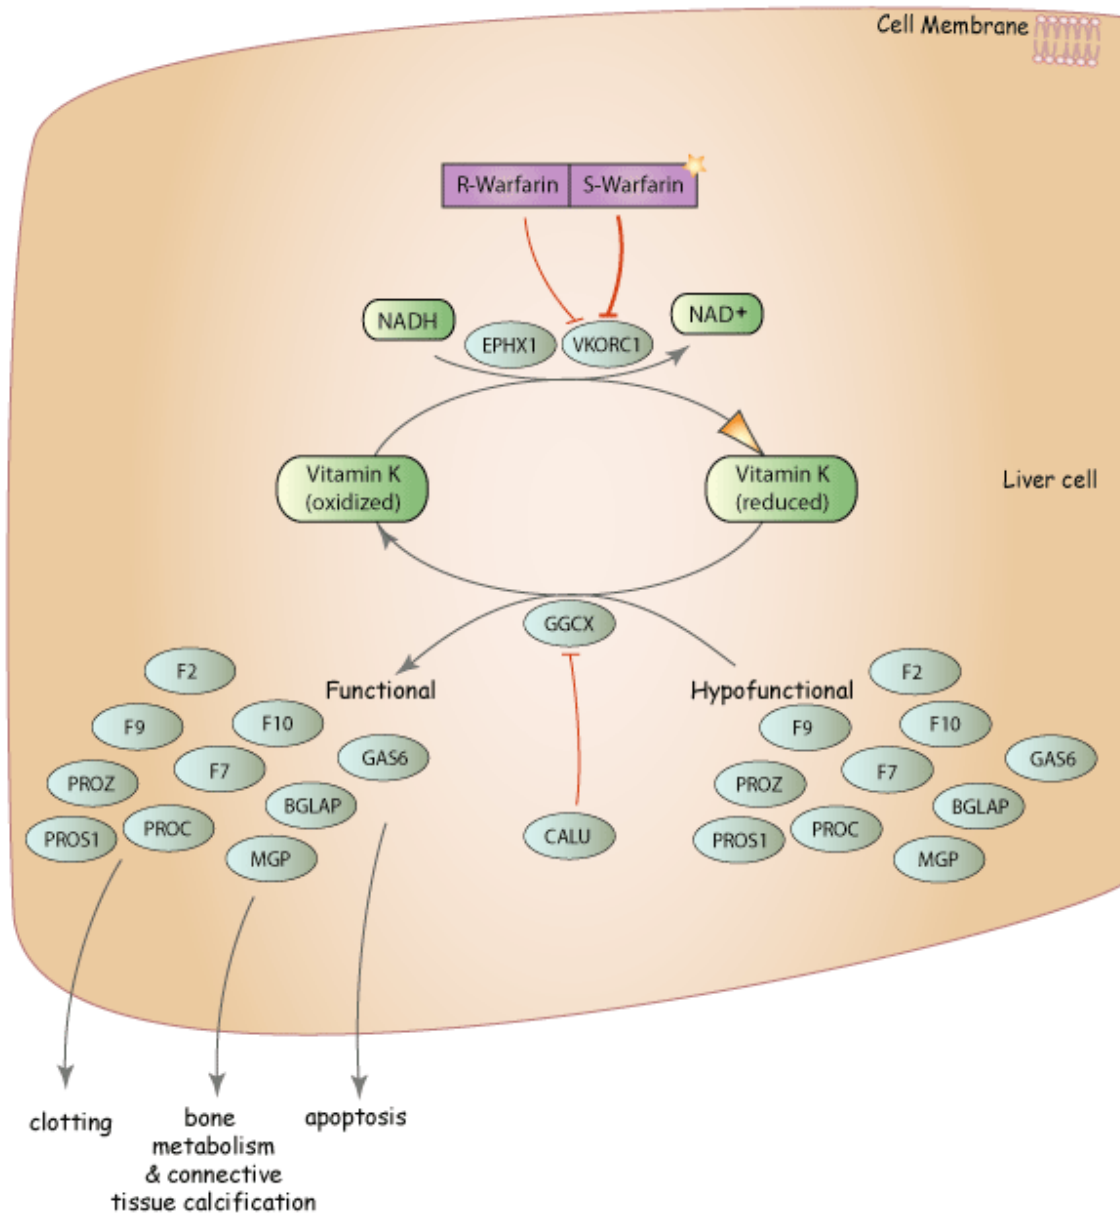 Cell Membrane
R-Warfarin S-Warfarin
NADH
EPHX1
VKORC1
NAD+
Vitamin K
(oxidized)
Vitamin K
(reduced)
Liver cell
GGCX
CALU
Functional
F2
F9
F10
F7
GAS6
PROZ
BGLAP
PROS1
PROC
MGP
Hypofunctional
F2
F9
F10
F7
GAS6
PROZ
BGLAP
PROS1
PROC
MGP
clotting
bone
metabolism
& connective
tissue calcification
apoptosis